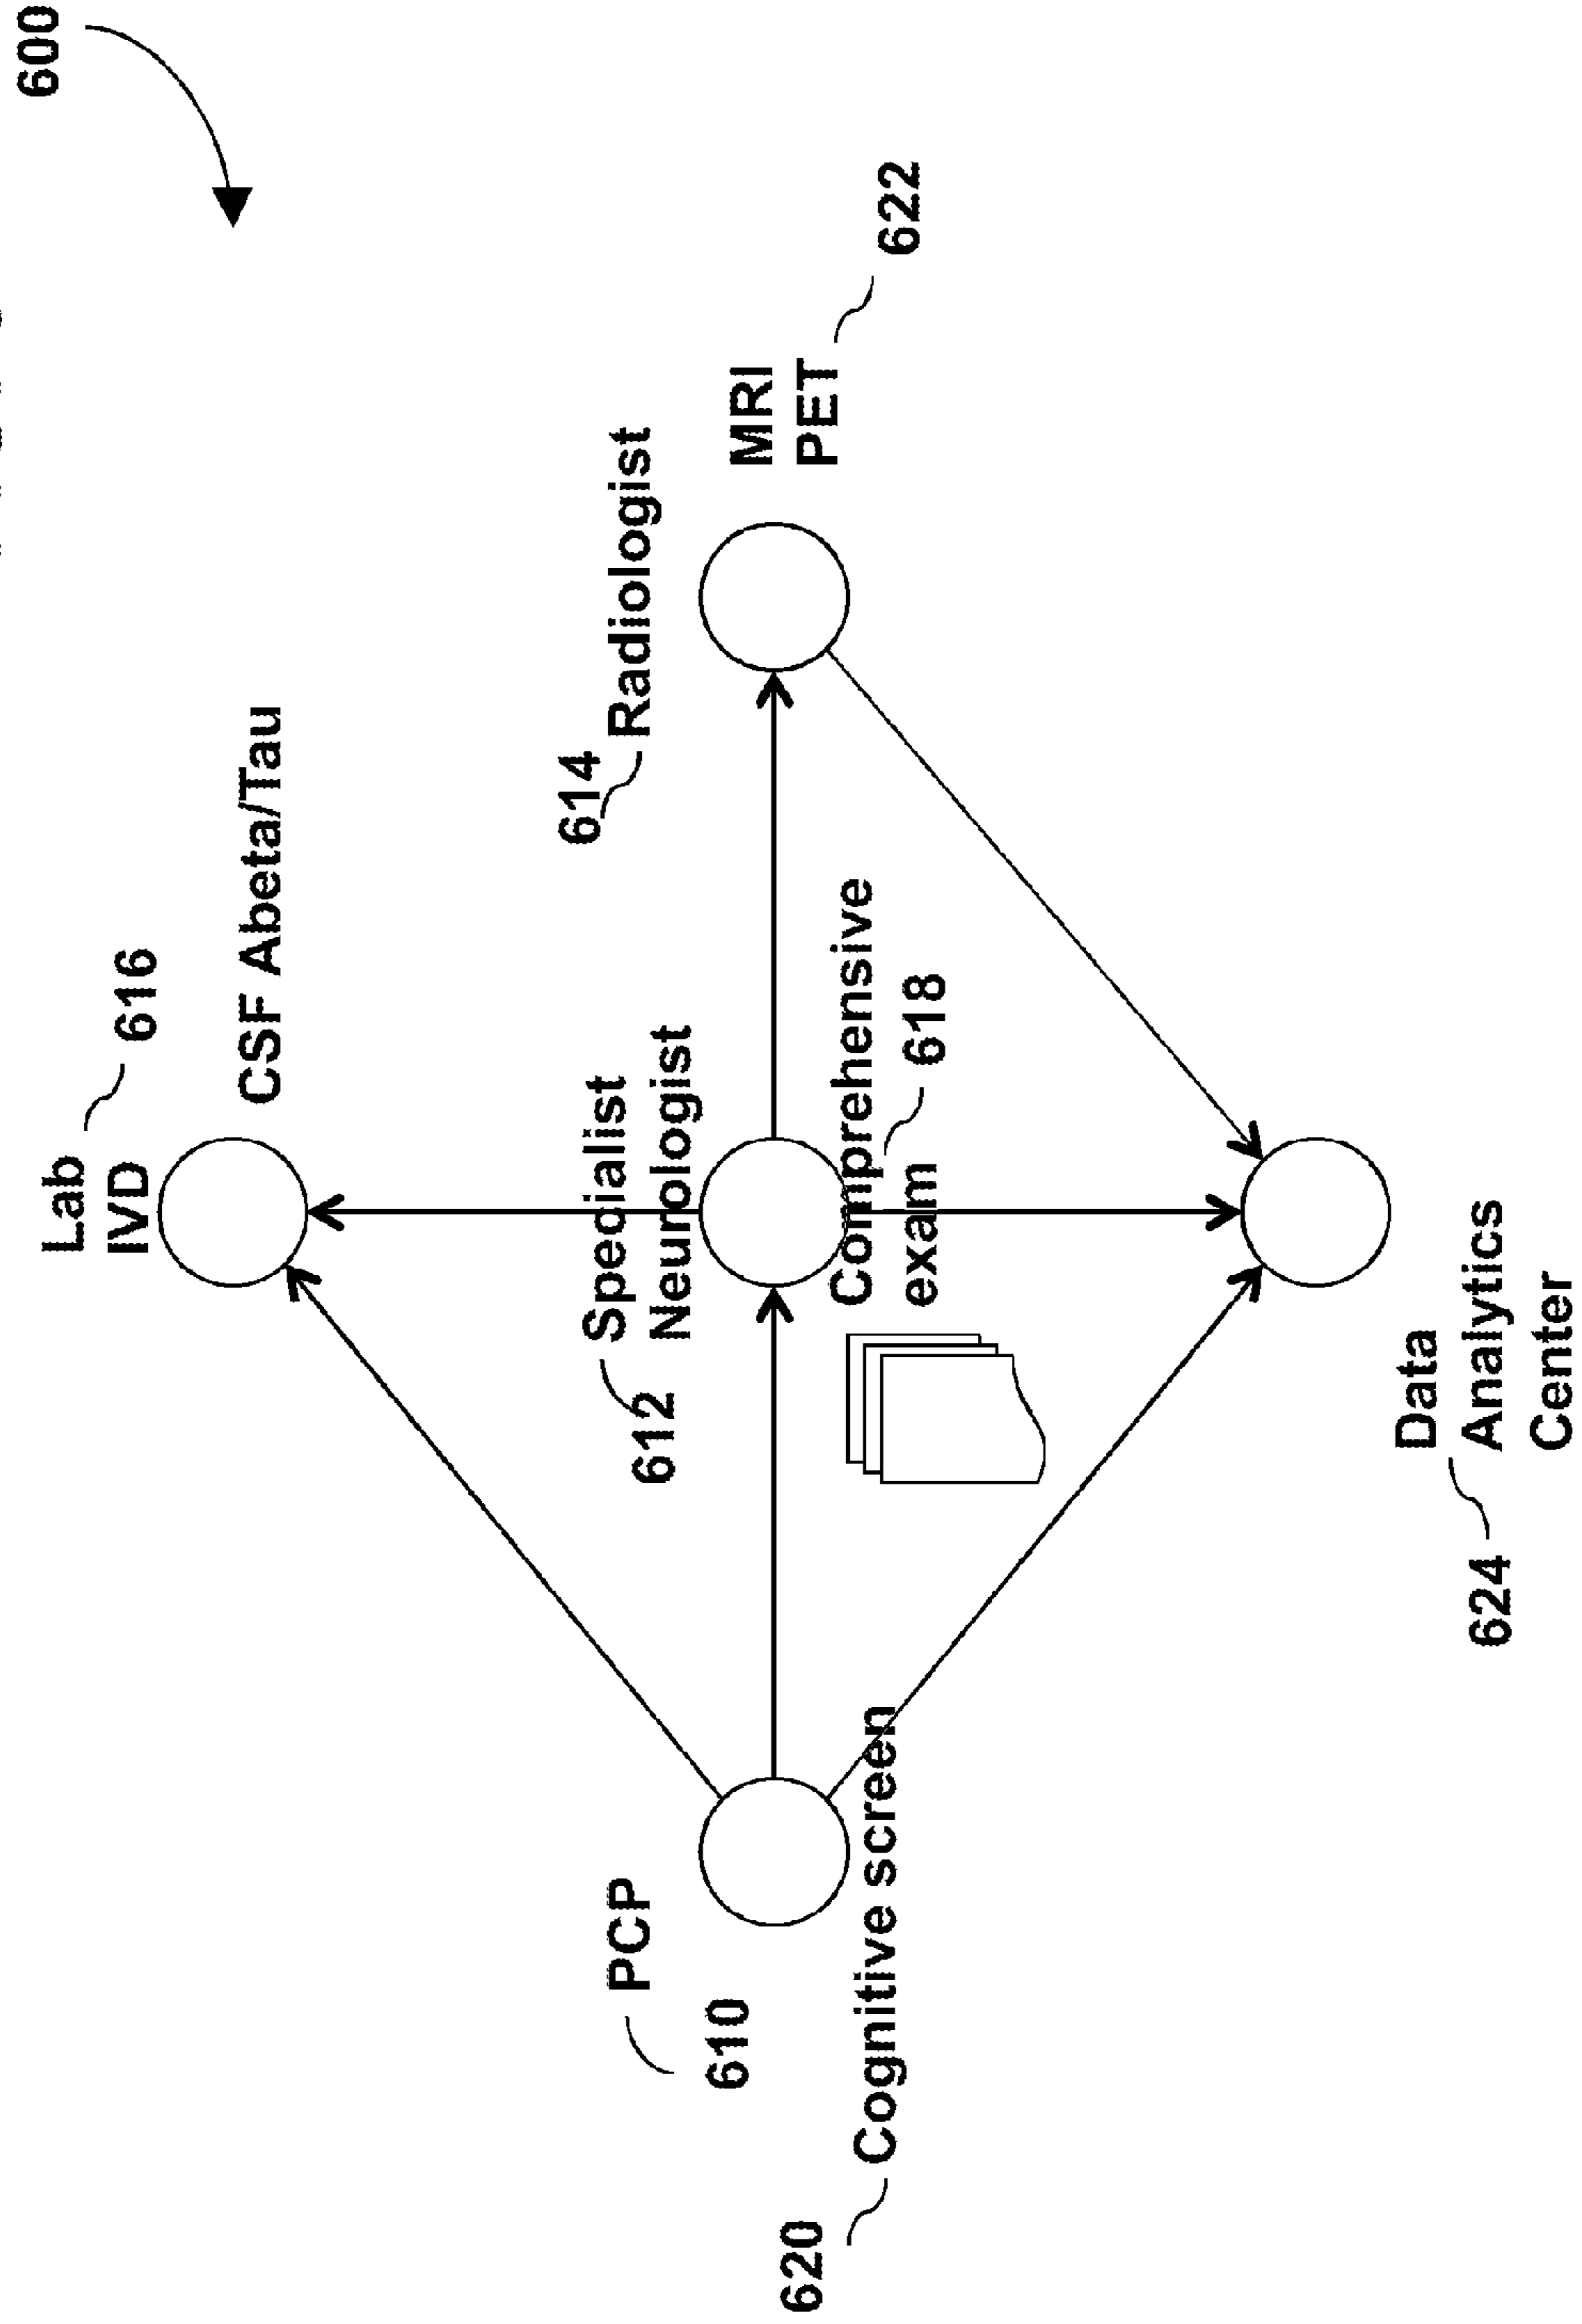 600
Lab
IVD
616
CSF Abeta/Tau
Specialist
Neurologist
612
614
Radiologist
MRI
PET
622
PCP
610
Comprehensive
exam
618
620
Cognitive screen
Data
Analytics
Center
624